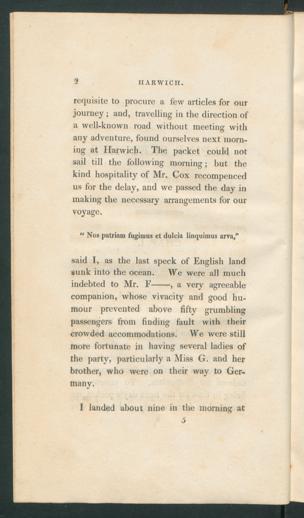 2 HARWICH.
requisite to procure a few articles for our
journey; and, travelling in the direction of
a well-known road without meeting with
any adventure, found ourselves next morn-
ing at Harwich. The packet could not
sail till the following morning; but the
kind hospitality of Mr. Cox recompenced
us for the delay, and we passed the day in
making the necessary arrangements for our
voyage.
“ Nos patriam fugimus et dulcia linquimus arva,”
said I, as the last speck of English land
sunk into the ocean. We were all much
indebted to Mr. F——, a very agreeable
companion, whose vivacity and good hu-
mour prevented above fifty grumbling
passengers from finding fault with their
crowded accommodations. We were still
more fortunate in having several ladies of
the party, particularly a Miss G. and her
brother, who were on their way to Ger-
many.
I landed about nine in the morning at
5